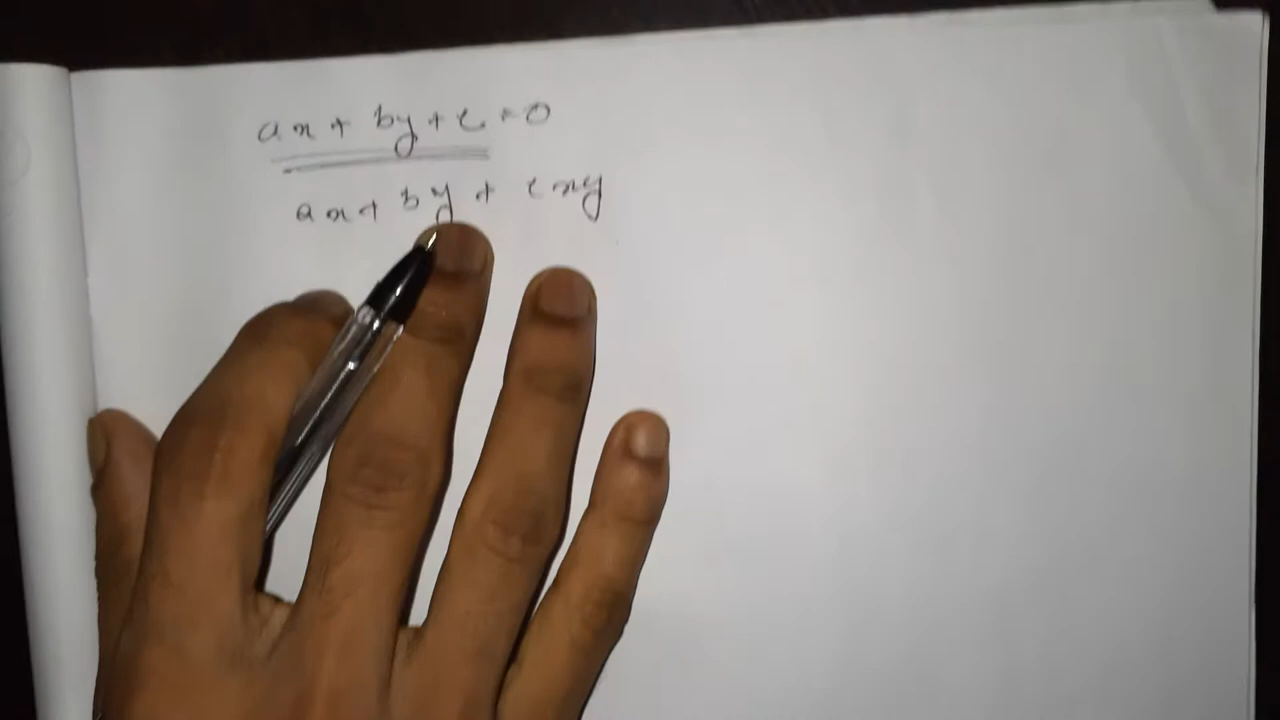 ax + by + c = 0
ax + by + cxy